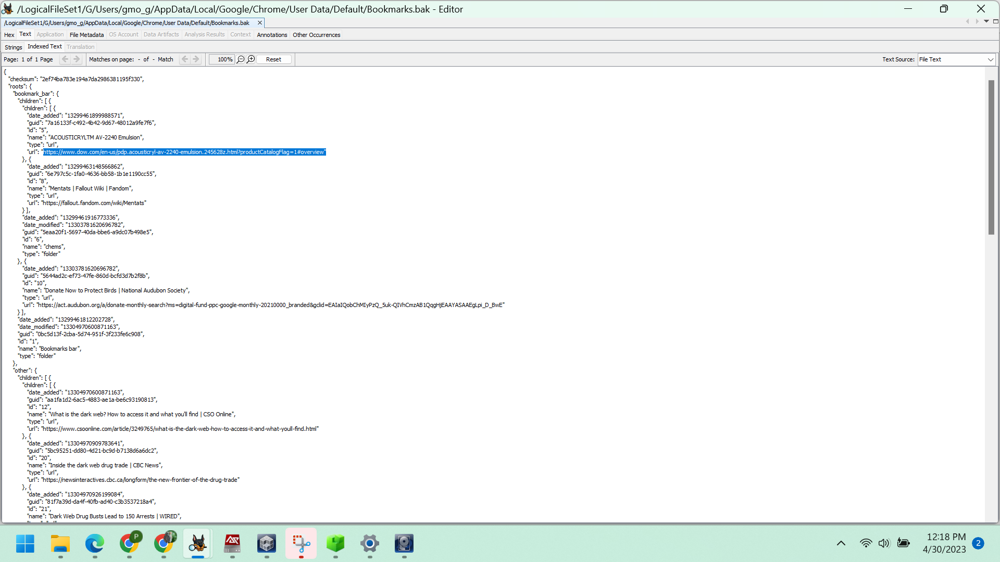 /LogicalFileSet1/G/Users/gmo_g/AppData/Local/Google/Chrome/User Data/Default/Bookmarks.bak - Editor
/LogicalFileSet1/G/Users/gmo_g/AppData/Local/Google/Chrome/User Data/Default/Bookmarks.bak
Hex Text Application File Metadata OS Account Data Artifacts Analysis Results Context Annotations Other Occurrences
Strings Indexed Text Translation
Page: 1 of 1 Page Matches on page: - of - Match 100% Reset Text Source: File Text
{
"checksum": "2ef74ba783e194a7da2986381195f330",
"roots": {
"bookmark_bar": {
"children": [ {
"children": [ {
"date_added": "13299461899988571",
"guid": "7a16133f-c492-4b42-9d67-48012a9fe7f6",
"id": "5",
"name": "ACOUSTICRYLTM AV-2240 Emulsion",
"type": "url",
"url": "https://www.dow.com/en-us/pdp.acousticryl-av-2240-emulsion.245628z.html?productCatalogFlag=1#overview"
}, {
"date_added": "13299463148566862",
"guid": "6e797c5c-1fa0-4636-bb58-1b1e1190cc55",
"id": "8",
"name": "Mentats | Fallout Wiki | Fandom",
"type": "url",
"url": "https://fallout.fandom.com/wiki/Mentats"
} ],
"date_added": "13299461916773336",
"date_modified": "13303781620696782",
"guid": "5eaa20f1-5697-40da-bbe6-a9dc07b498e5",
"id": "6",
"name": "chems",
"type": "folder"
}, {
"date_added": "13303781620696782",
"guid": "5644ad2c-ef73-47fe-860d-bcfd3d7b2f8b",
"id": "10",
"name": "Donate Now to Protect Birds | National Audubon Society",
"type": "url",
"url": "https://act.audubon.org/a/donate-monthly-search?ms=digital-fund-ppc-google-monthly-20210000_branded&gclid=EAIaIQobChMIyPzQ_5uk-QIVhCmzAB1QqgHjEAAYASAAEgLpi_D_BwE"
} ],
"date_added": "13299461812202728",
"date_modified": "13304970600871163",
"guid": "0bc5d13f-2cba-5d74-951f-3f233fe6c908",
"id": "1",
"name": "Bookmarks bar",
"type": "folder"
},
"other": {
"children": [ {
"children": [ {
"date_added": "13304970600871163",
"guid": "aa1fa1d2-6ac5-4883-ae1a-be6c93190813",
"id": "12",
"name": "What is the dark web? How to access it and what you'll find | CSO Online",
"type": "url",
"url": "https://www.csoonline.com/article/3249765/what-is-the-dark-web-how-to-access-it-and-what-youll-find.html"
}, {
"date_added": "13304970909783641",
"guid": "5bc95251-dd80-4d21-bc9d-b7138d6a6dc2",
"id": "20",
"name": "Inside the dark web drug trade | CBC News",
"type": "url",
"url": "https://newsinteractives.cbc.ca/longform/the-new-frontier-of-the-drug-trade"
}, {
"date_added": "13304970926199084",
"guid": "81f7a39d-da4f-40fb-ad40-c3b3537218a4",
"id": "21",
"name": "Dark Web Drug Busts Lead to 150 Arrests | WIRED",
P
12:18 PM
4/30/2023
2